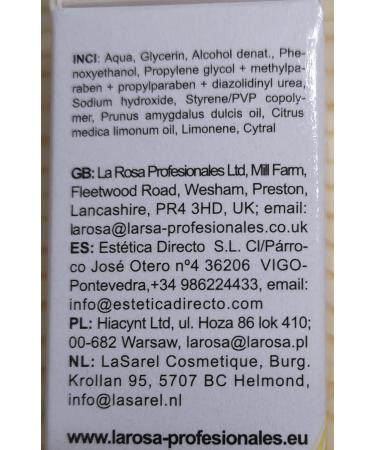 INCI: Aqua, Glycerin, Alcohol denat., Phe-
noxyethanol, Propylene glycol + methylpa-
raben + propylparaben + diazolidinyl urea,
Sodium hydroxide, Styrene/PVP copoly-
mer, Prunus amygdalus dulcis oil, Citrus
medica limonum oil, Limonene, Cytral
GB: La Rosa Profesionales Ltd, Mill Farm,
Fleetwood Road, Wesham, Preston,
Lancashire, PR4 3HD, UK; email:
larosa@larsa-profesionales.co.uk
ES: Estética Directo S.L. Cl/Párro-
co José Otero nº4 36206 VIGO-
Pontevedra,+34 986224433, email:
info@esteticadirecto.com
PL: Hiacynt Ltd, ul. Hoza 86 lok 410;
00-682 Warsaw, larosa@larosa.pl
NL: LaSarel Cosmetique, Burg.
Krollan 95, 5707 BC Helmond,
info@lasarel.nl
www.larosa-profesionales.eu